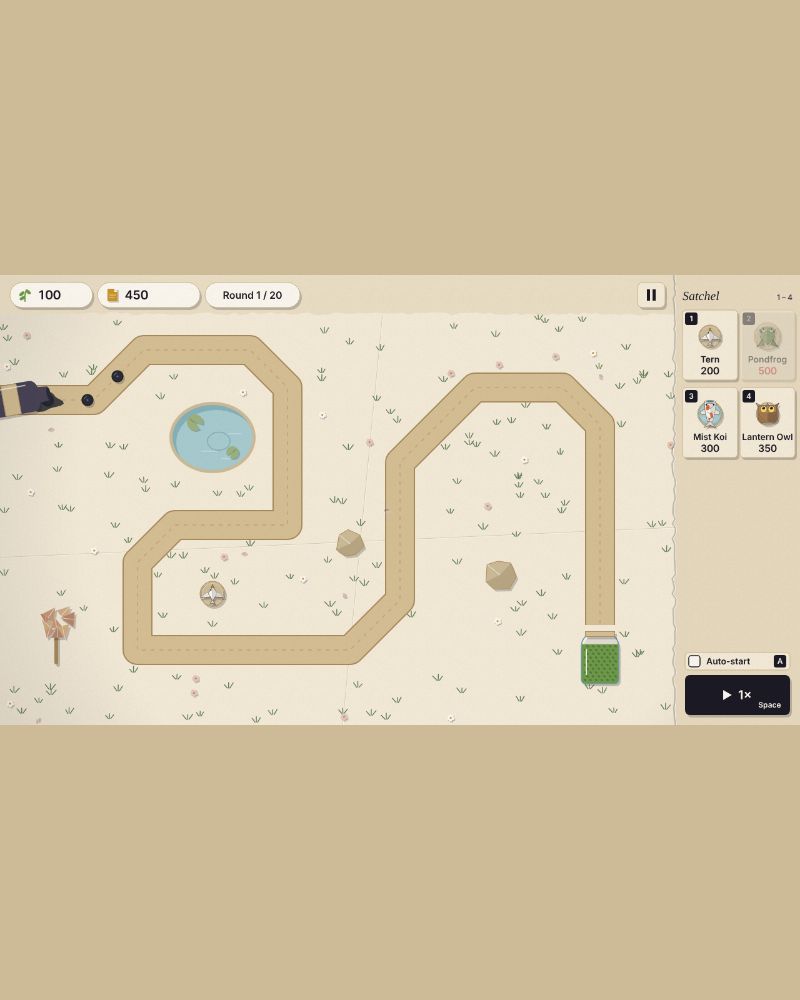 100
450
Round 1 / 20
Satchel
1 – 4
1
Tern
200
2
Pondfrog
500
3
Mist Koi
300
4
Lantern Owl
350
Auto-start
A
1×
Space